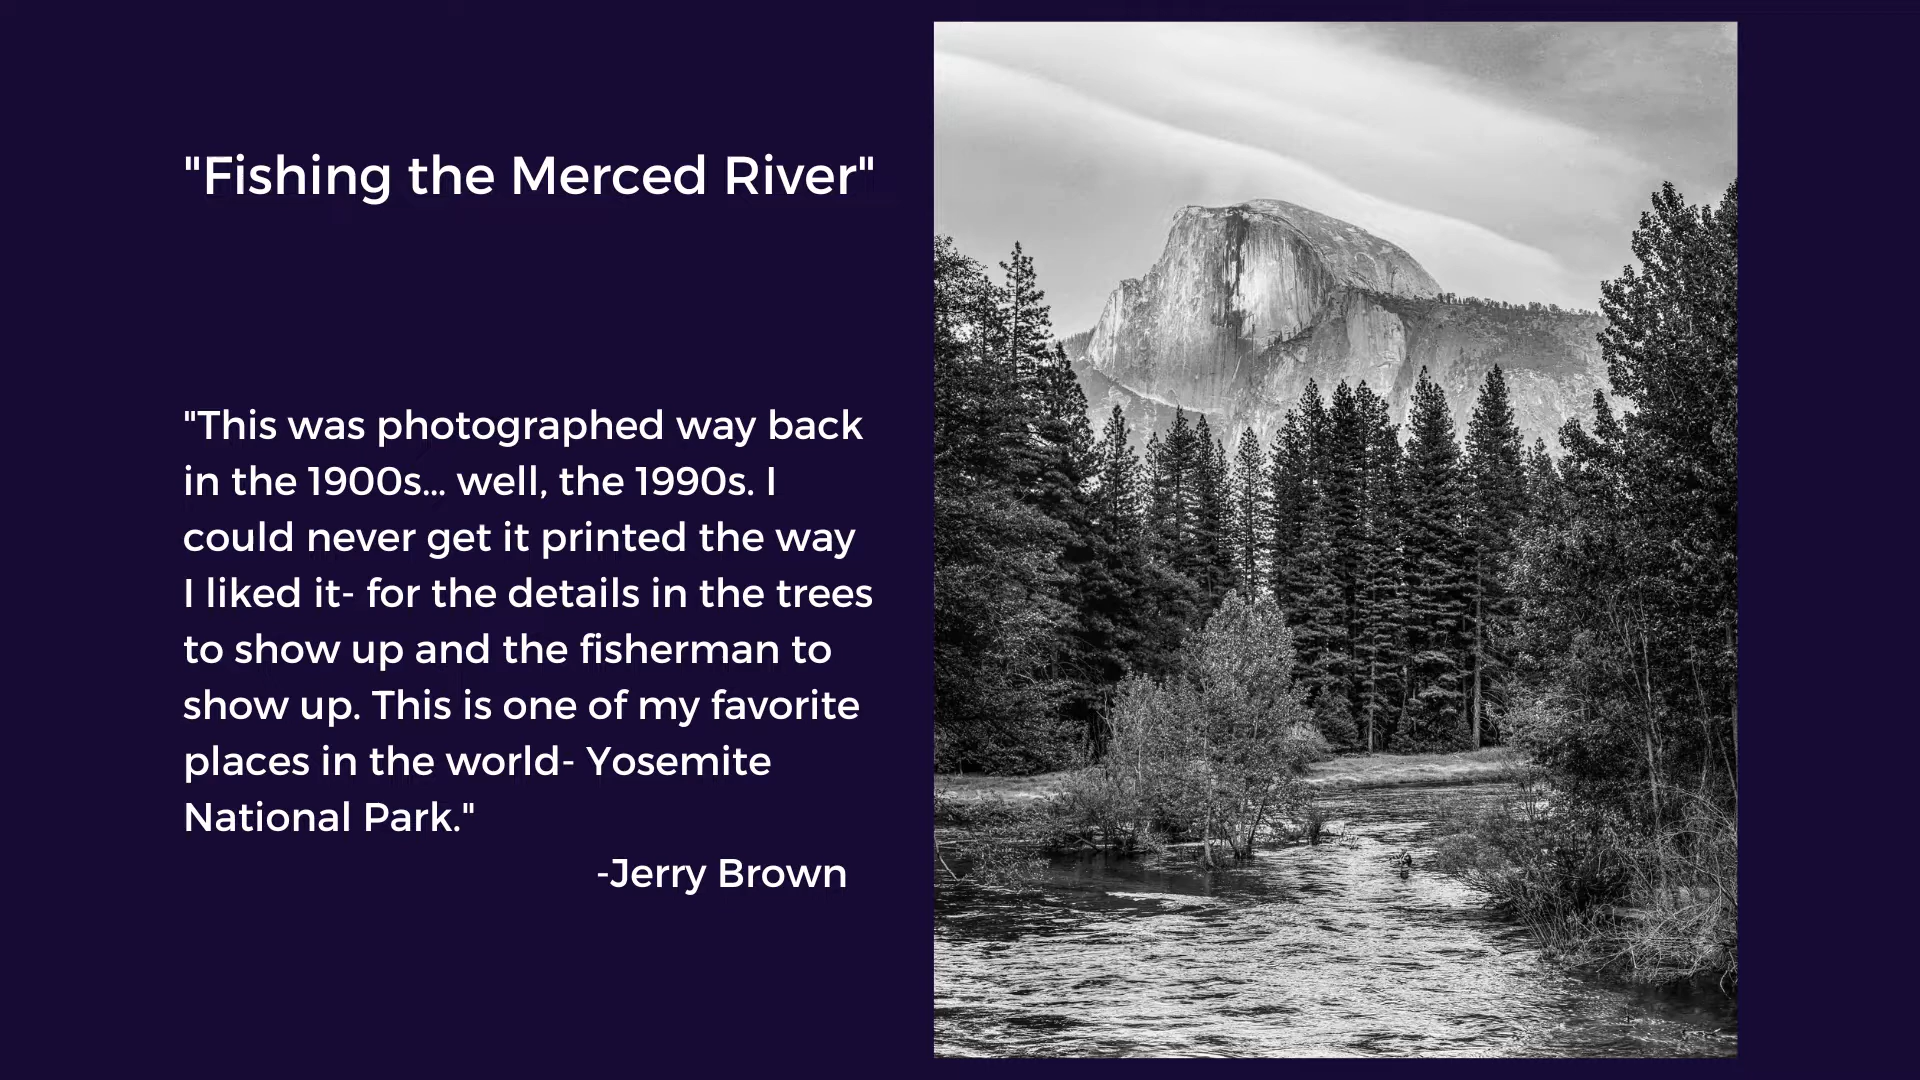 "Fishing the Merced River"
"This was photographed way back
in the 1900s... well, the 1990s. I
could never get it printed the way
I liked it- for the details in the trees
to show up and the fisherman to
show up. This is one of my favorite
places in the world- Yosemite
National Park."
-Jerry Brown